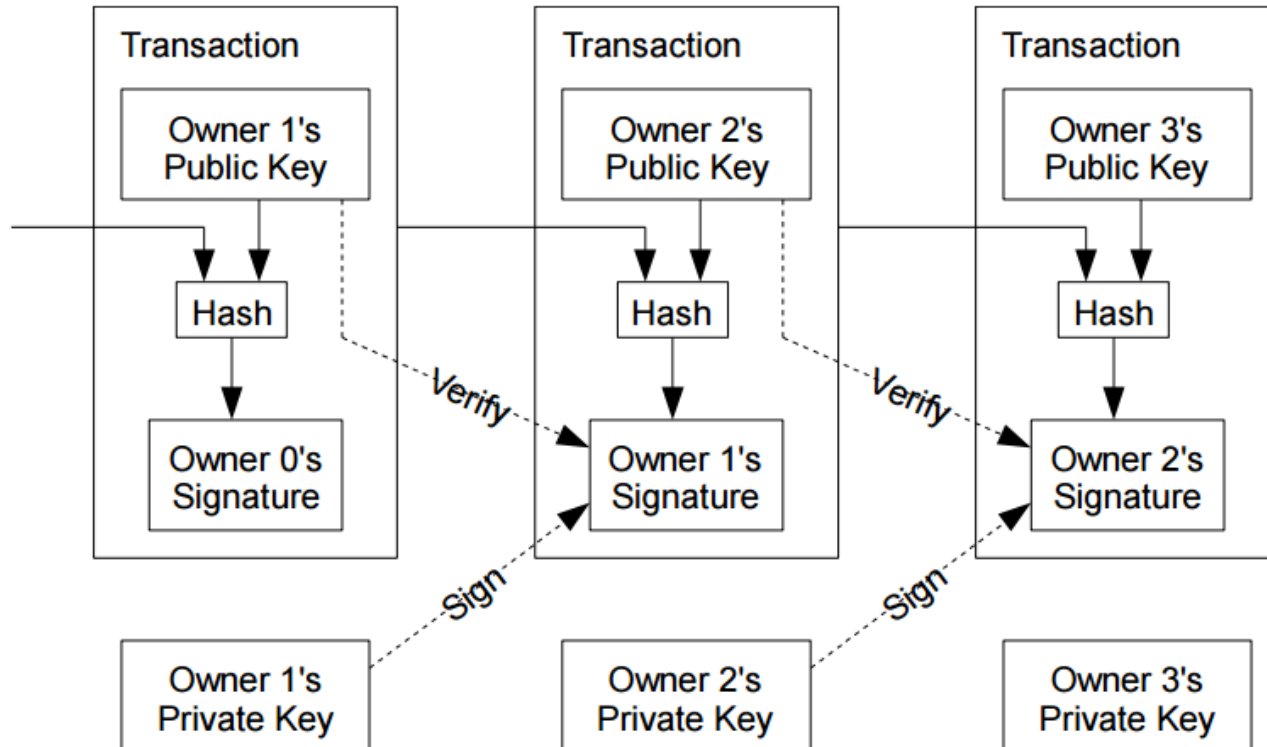 Transaction
Owner 1's
Public Key
Hash
Owner 0's
Signature
Transaction
Owner 2's
Public Key
Hash
Verify
Owner 1's
Signature
Sign
Transaction
Owner 3's
Public Key
Hash
Verify
Owner 2's
Signature
Sign
Owner 1's
Private Key
Owner 2's
Private Key
Owner 3's
Private Key